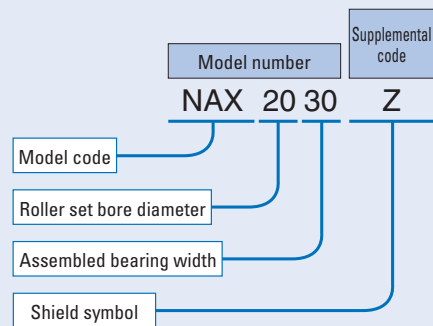 Supplemental
code
Model number
NAX 20 30 Z
Model code
Roller set bore diameter
Assembled bearing width
Shield symbol